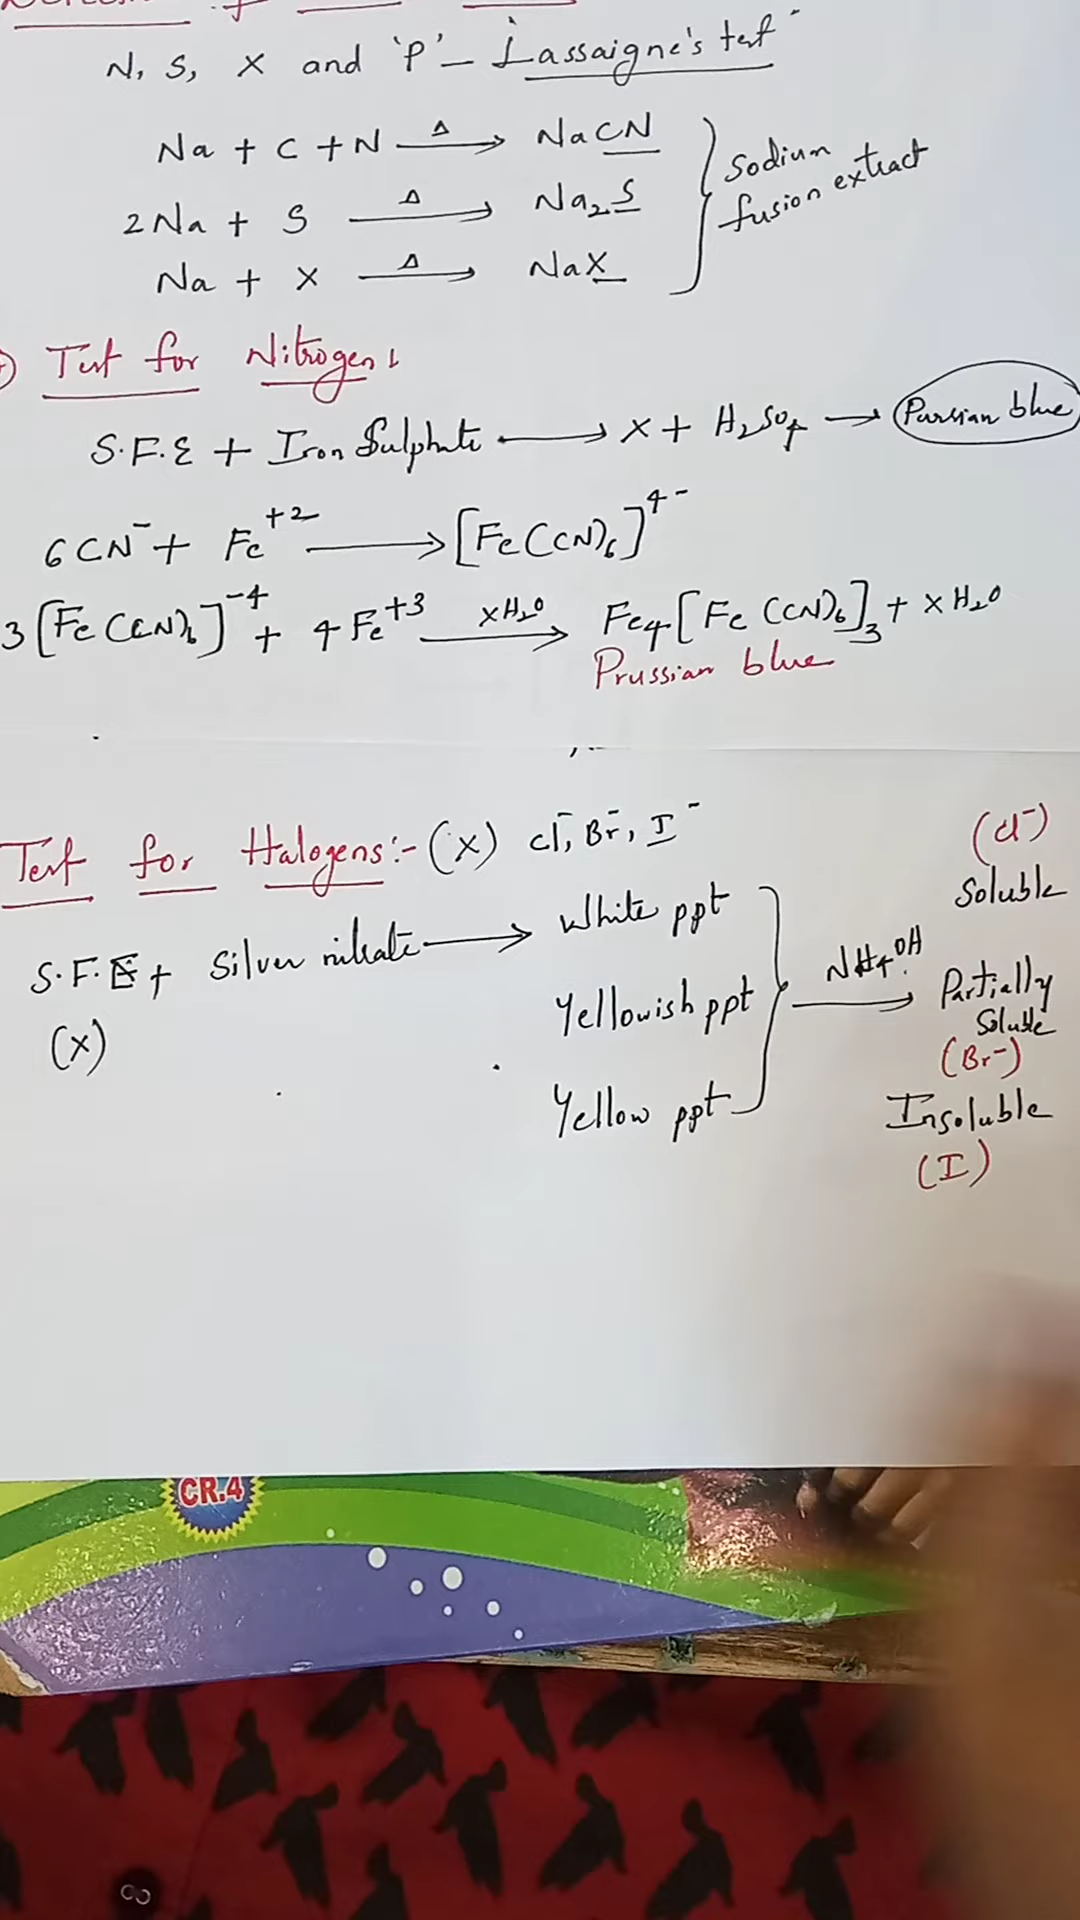 N, S, X and 'P' – Lassaigne's test
Na + C + N —Δ→ NaCN
2Na + S —Δ→ Na₂S
Na + X —Δ→ NaX
Sodium
fusion extract
Test for Nitrogen
S.F.E + Iron Sulphate → X + H₂SO₄ → Purssian blue
6CN⁻ + Fe⁺² → [Fe(CN)₆]⁴⁻
3[Fe(CN)₆]⁻⁴ + 4Fe⁺³ —xH₂O→ Fe₄[Fe(CN)₆]₃ + xH₂O
Prussian blue
Test for Halogens:- (X) Cl⁻, Br⁻, I⁻
S.F.E + Silver nitrate → White ppt
(X)
Yellowish ppt
Yellow ppt
NH₄OH
(Cl⁻)
Soluble
Partially
Soluble
(Br⁻)
Insoluble
(I)
CR.4